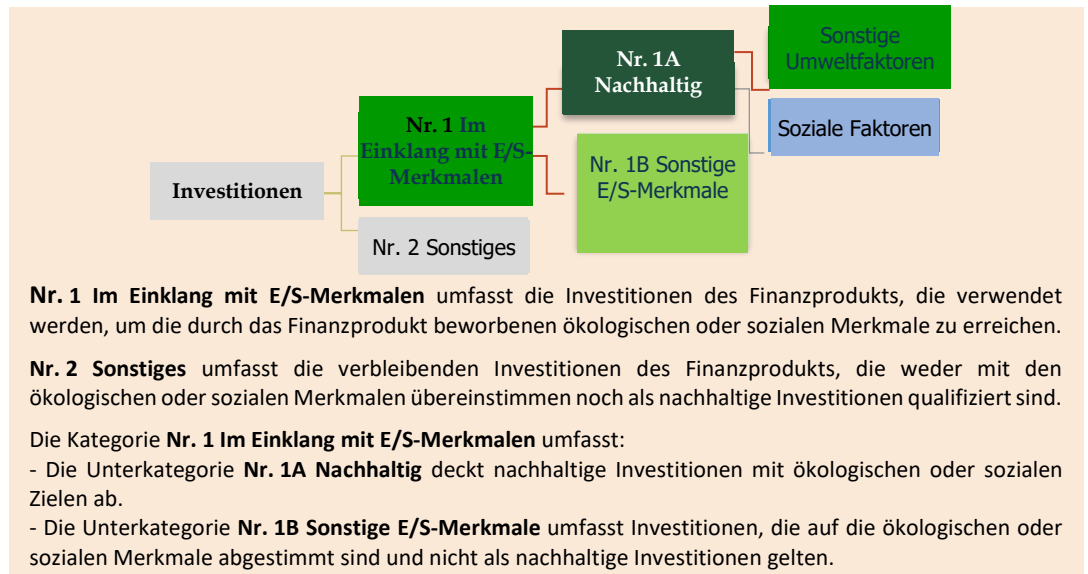 Sonstige
Umweltfaktoren
Nr. 1A
Nachhaltig
Soziale Faktoren
Nr. 1 Im
Einklang mit E/S-
Merkmalen
Nr. 1B Sonstige
E/S-Merkmale
Investitionen
Nr. 2 Sonstiges
Nr. 1 Im Einklang mit E/S-Merkmalen umfasst die Investitionen des Finanzprodukts, die verwendet
werden, um die durch das Finanzprodukt beworbenen ökologischen oder sozialen Merkmale zu erreichen.
Nr. 2 Sonstiges umfasst die verbleibenden Investitionen des Finanzprodukts, die weder mit den
ökologischen oder sozialen Merkmalen übereinstimmen noch als nachhaltige Investitionen qualifiziert sind.
Die Kategorie Nr. 1 Im Einklang mit E/S-Merkmalen umfasst:
- Die Unterkategorie Nr. 1A Nachhaltig deckt nachhaltige Investitionen mit ökologischen oder sozialen
Zielen ab.
- Die Unterkategorie Nr. 1B Sonstige E/S-Merkmale umfasst Investitionen, die auf die ökologischen oder
sozialen Merkmale abgestimmt sind und nicht als nachhaltige Investitionen gelten.